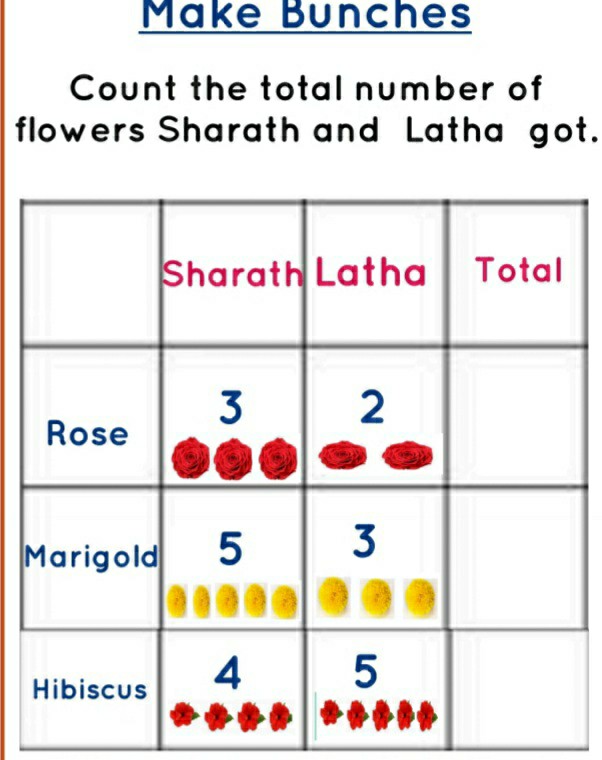 Make Bunches
Count the total number of
flowers Sharath and Latha got.
Sharath Latha Total
Rose 3 2
Marigold 5 3
Hibiscus 4 5